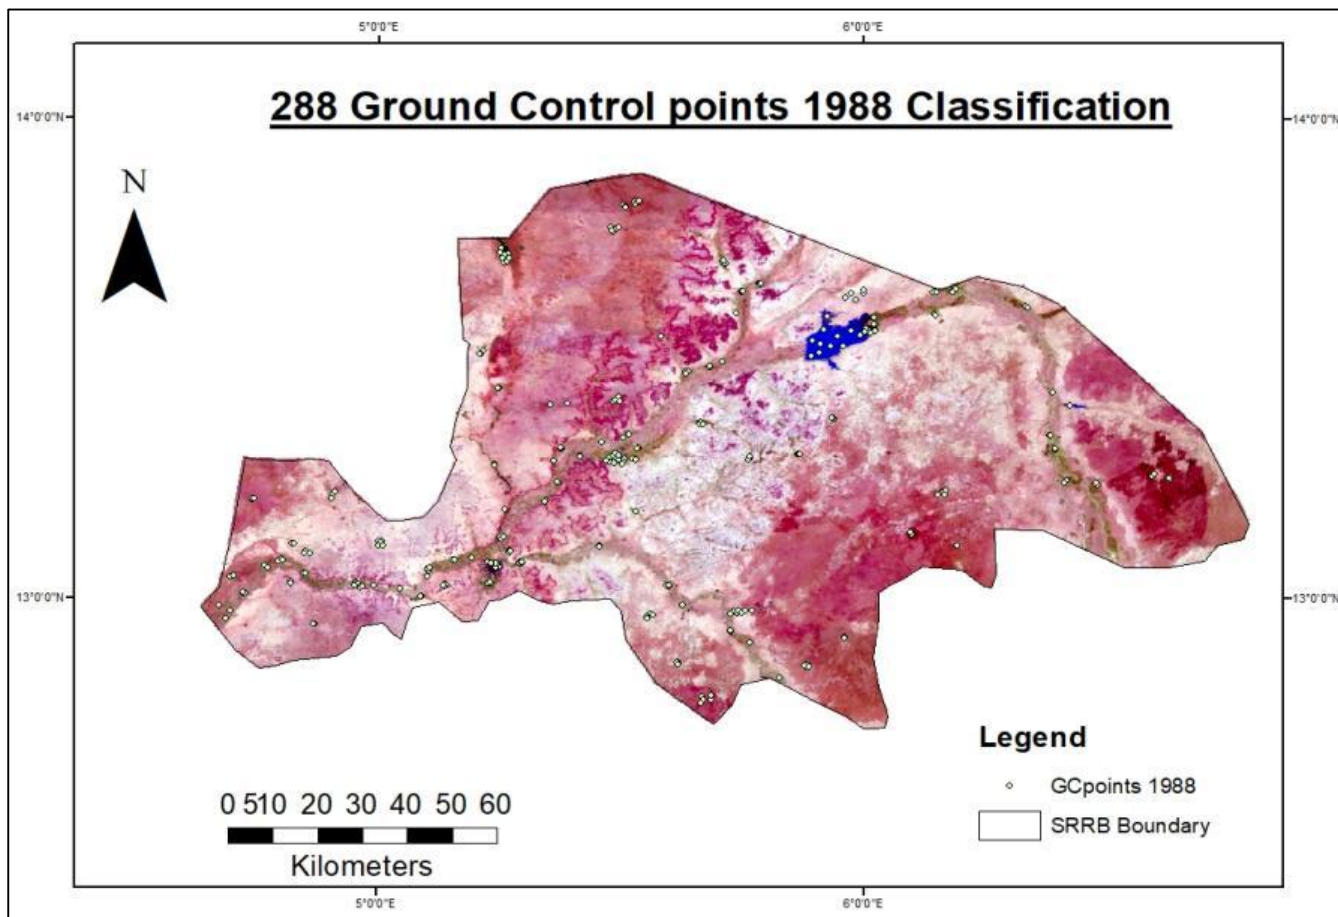 5°0'0"E 6°0'0"E
288 Ground Control points 1988 Classification
14°0'0"N 14°0'0"N
N
13°0'0"N 13°0'0"N
Legend
GCpoints 1988
SRRB Boundary
0 510 20 30 40 50 60
Kilometers
5°0'0"E 6°0'0"E